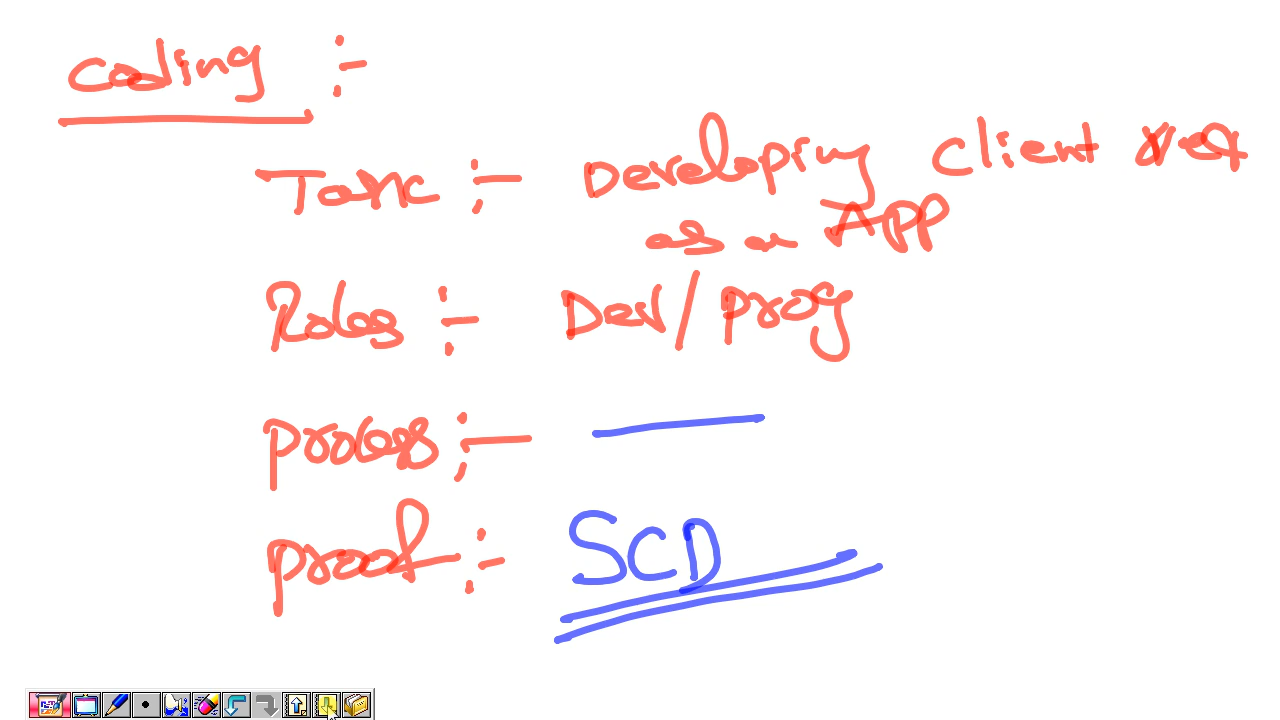 Coding :-
Task :- Developing client req
as a App
Roles :- Dev/prog
process :-
proof :- SCD